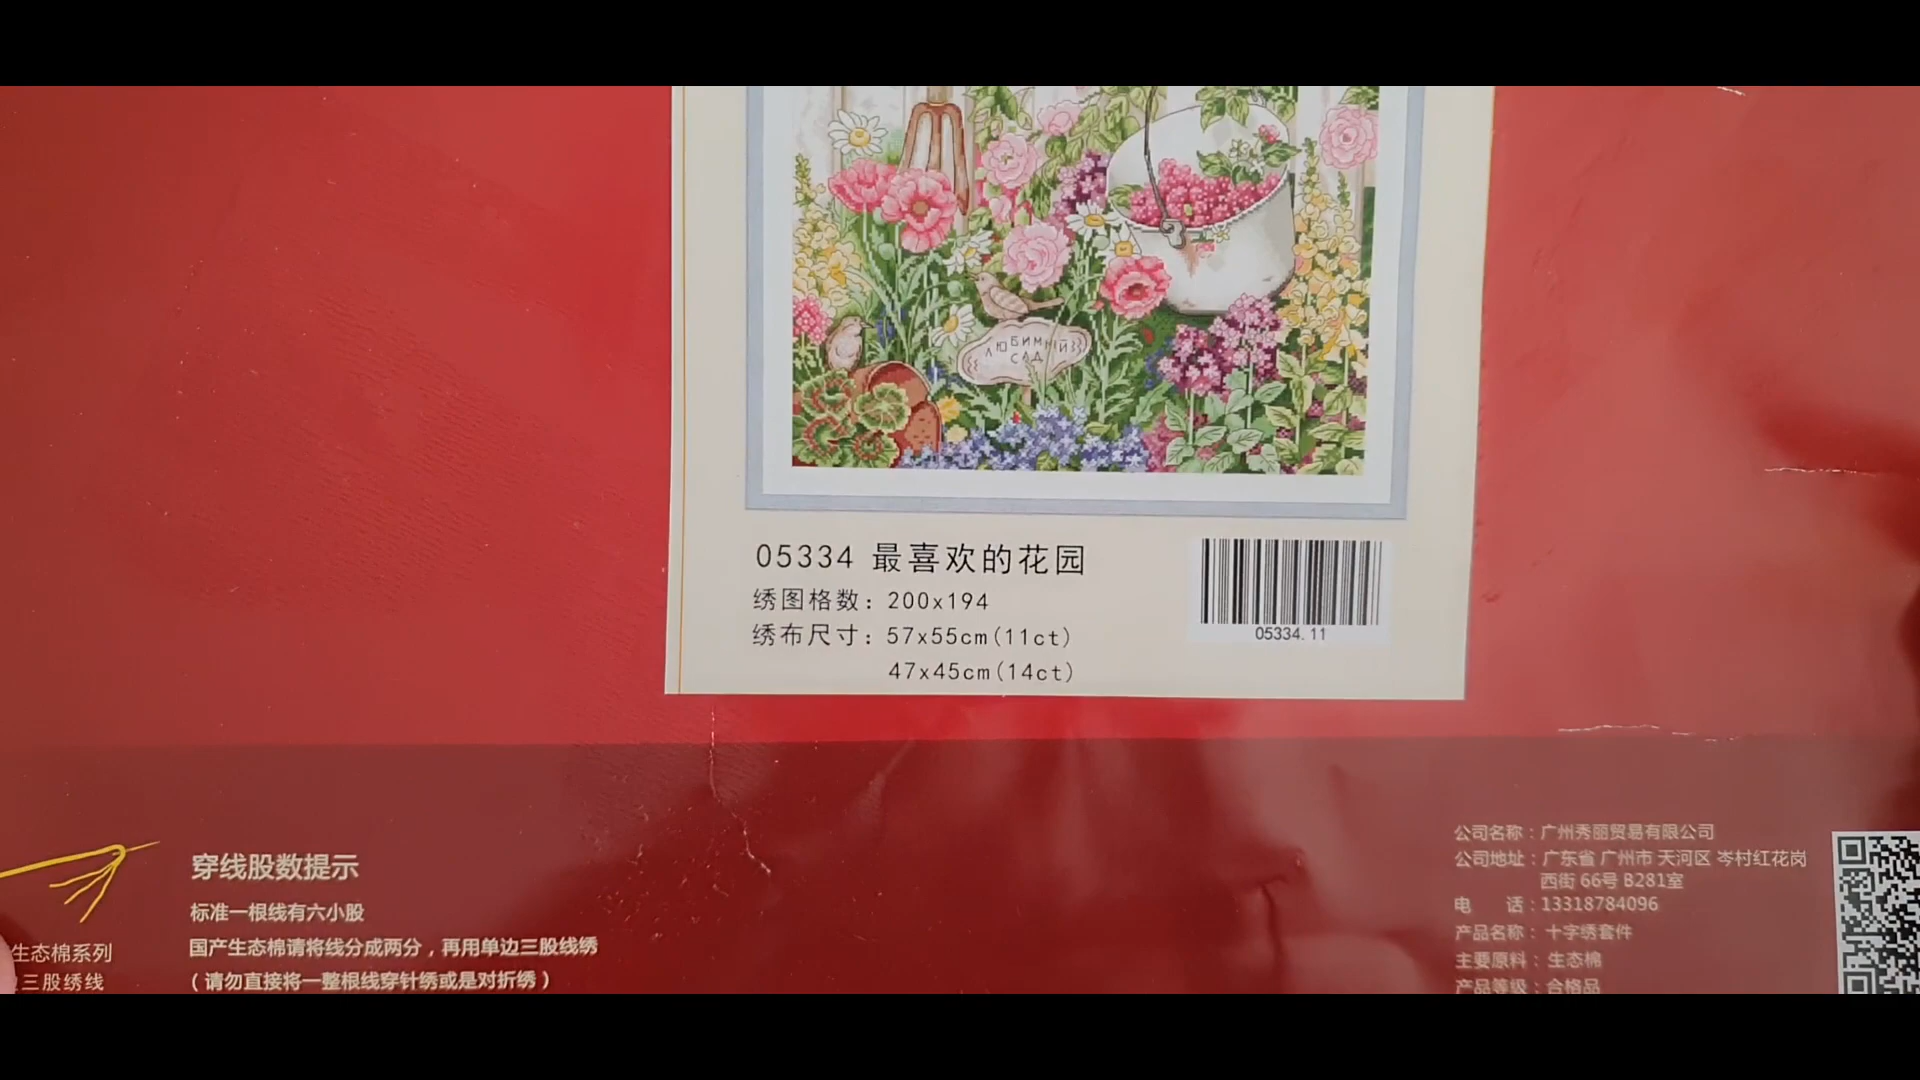 ЛЮБИМЫЙ
САД
05334 最喜欢的花园
绣图格数：200x194
绣布尺寸：57x55cm(11ct)
47x45cm(14ct)
05334.11
生态棉系列
三股绣线
穿线股数提示
标准一根线有六小股
国产生态棉请将线分成两分，再用单边三股线绣
（请勿直接将一整根线穿针绣或是对折绣）
公司名称：广州秀丽贸易有限公司
公司地址：广东省 广州市 天河区 岑村红花岗
西街 66号 B281室
电 话：13318784096
产品名称： 十字绣套件
主要原料： 生态棉
产品等级：合格品